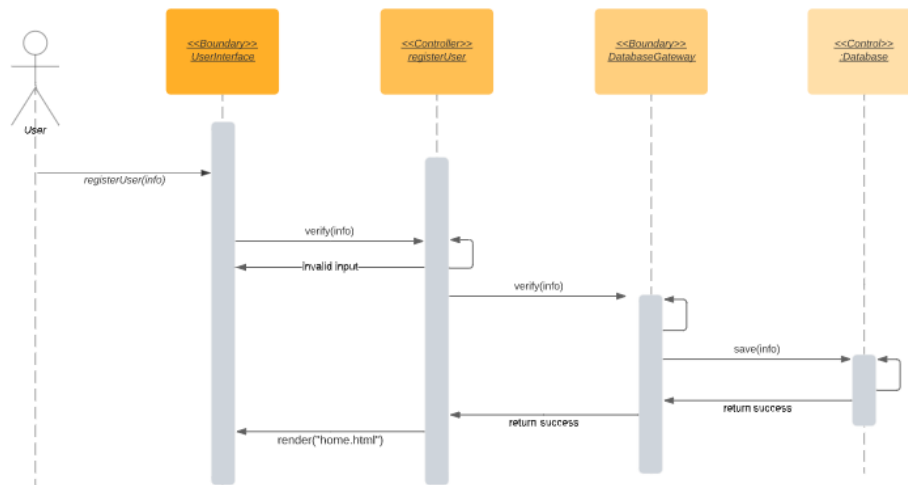 <<Boundary>>
UserInterface
<<Controller>>
registerUser
<<Boundary>>
DatabaseGateway
<<Control>>
:Database
User
registerUser(info)
verify(info)
Invalid Input
verify(info)
save(info)
return success
return success
render("home.html")